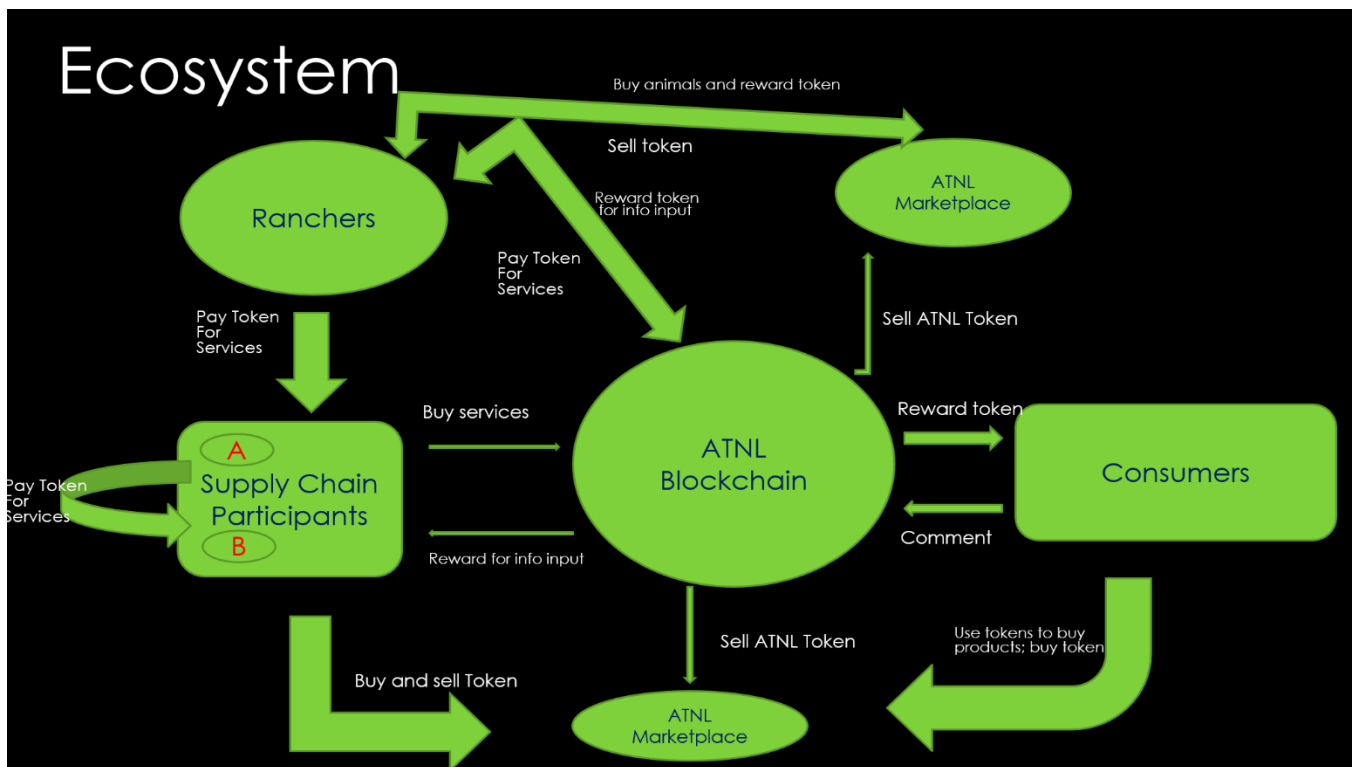 Ecosystem
Buy animals and reward token
Sell token
Ranchers
ATNL
Marketplace
Reward token
for info input
Pay Token
For
Services
Pay Token
For
Services
Sell ATNL Token
Buy services
Reward token
A
Supply Chain
Participants
B
Pay Token
For
Services
ATNL
Blockchain
Consumers
Comment
Reward for info input
Sell ATNL Token
Use tokens to buy
products; buy token
Buy and sell Token
ATNL
Marketplace